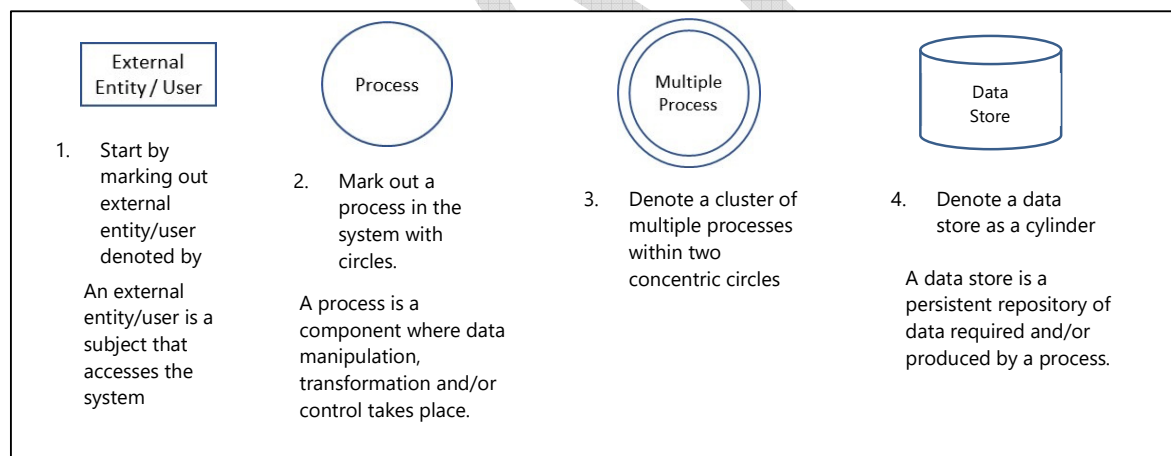 External
Entity / User
Process
Multiple
Process
Data
Store
1. Start by
marking out
external
entity/user
denoted by
An external
entity/user is a
subject that
accesses the
system
2. Mark out a
process in the
system with
circles.
A process is a
component where data
manipulation,
transformation and/or
control takes place.
3. Denote a cluster of
multiple processes
within two
concentric circles
4. Denote a data
store as a cylinder
A data store is a
persistent repository of
data required and/or
produced by a process.